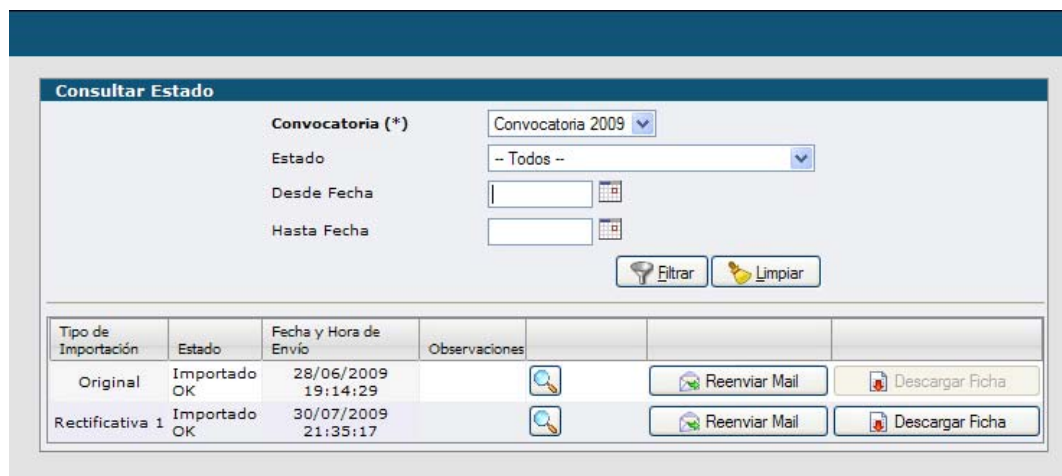 Consultar Estado
Convocatoria (*) Convocatoria 2009
Estado -- Todos --
Desde Fecha
Hasta Fecha
Filtrar Limpiar
Tipo de Importación Estado Fecha y Hora de Envío Observaciones
Original Importado OK 28/06/2009 19:14:29 Reenviar Mail Descargar Ficha
Rectificativa 1 Importado OK 30/07/2009 21:35:17 Reenviar Mail Descargar Ficha